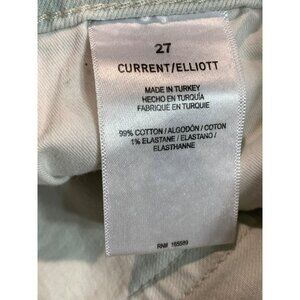 27
CURRENT/ELLIOTT
MADE IN TURKEY
HECHO EN TURQUÍA
FABRIQUÉ EN TURQUIE
99% COTTON / ALGODÓN / COTON
1% ELASTANE / ELASTANO /
ELASTHANNE
RN# 165589